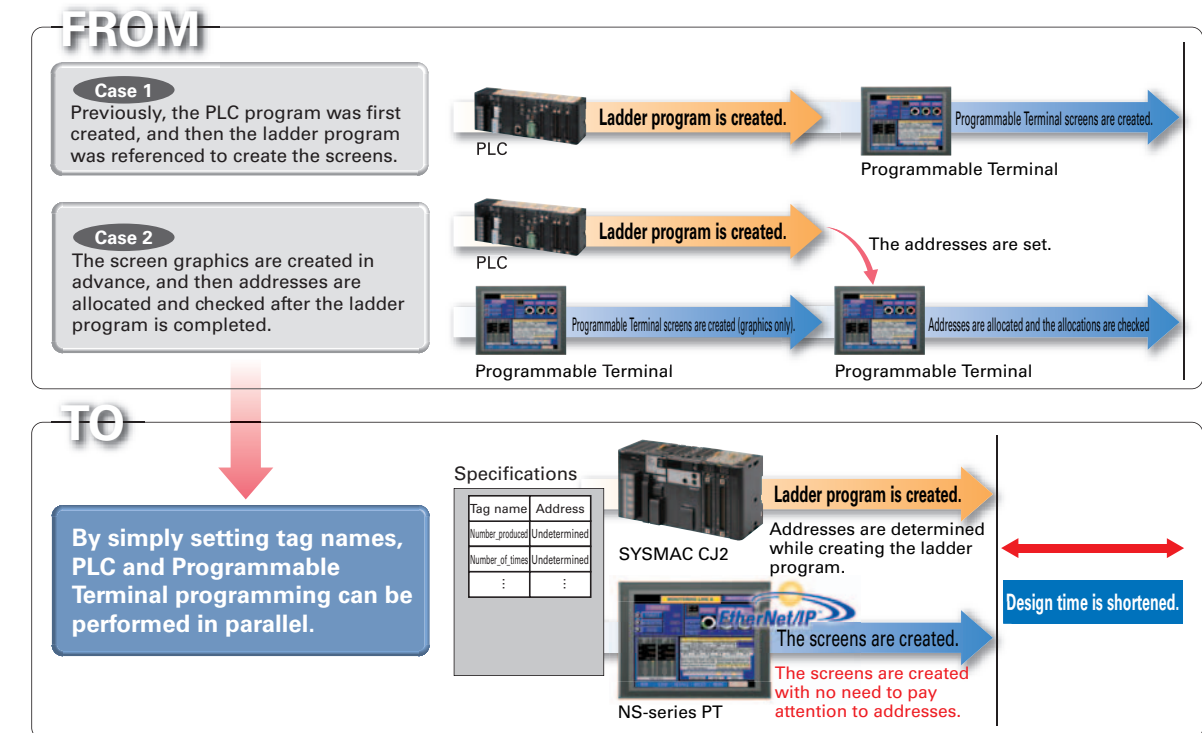 FROM
Case 1
Previously, the PLC program was first
created, and then the ladder program
was referenced to create the screens.
PLC
Ladder program is created.
Programmable Terminal screens are created.
Programmable Terminal
Case 2
The screen graphics are created in
advance, and then addresses are
allocated and checked after the ladder
program is completed.
PLC
Ladder program is created.
The addresses are set.
Programmable Terminal screens are created (graphics only).
Addresses are allocated and the allocations are checked
Programmable Terminal
Programmable Terminal
TO
By simply setting tag names,
PLC and Programmable
Terminal programming can be
performed in parallel.
Specifications
Tag name Address
Number_produced Undetermined
Number_of_times Undetermined
⋮ ⋮
SYSMAC CJ2
Ladder program is created.
Addresses are determined
while creating the ladder
program.
EtherNet/IP™
The screens are created.
The screens are created
with no need to pay
attention to addresses.
NS-series PT
Design time is shortened.